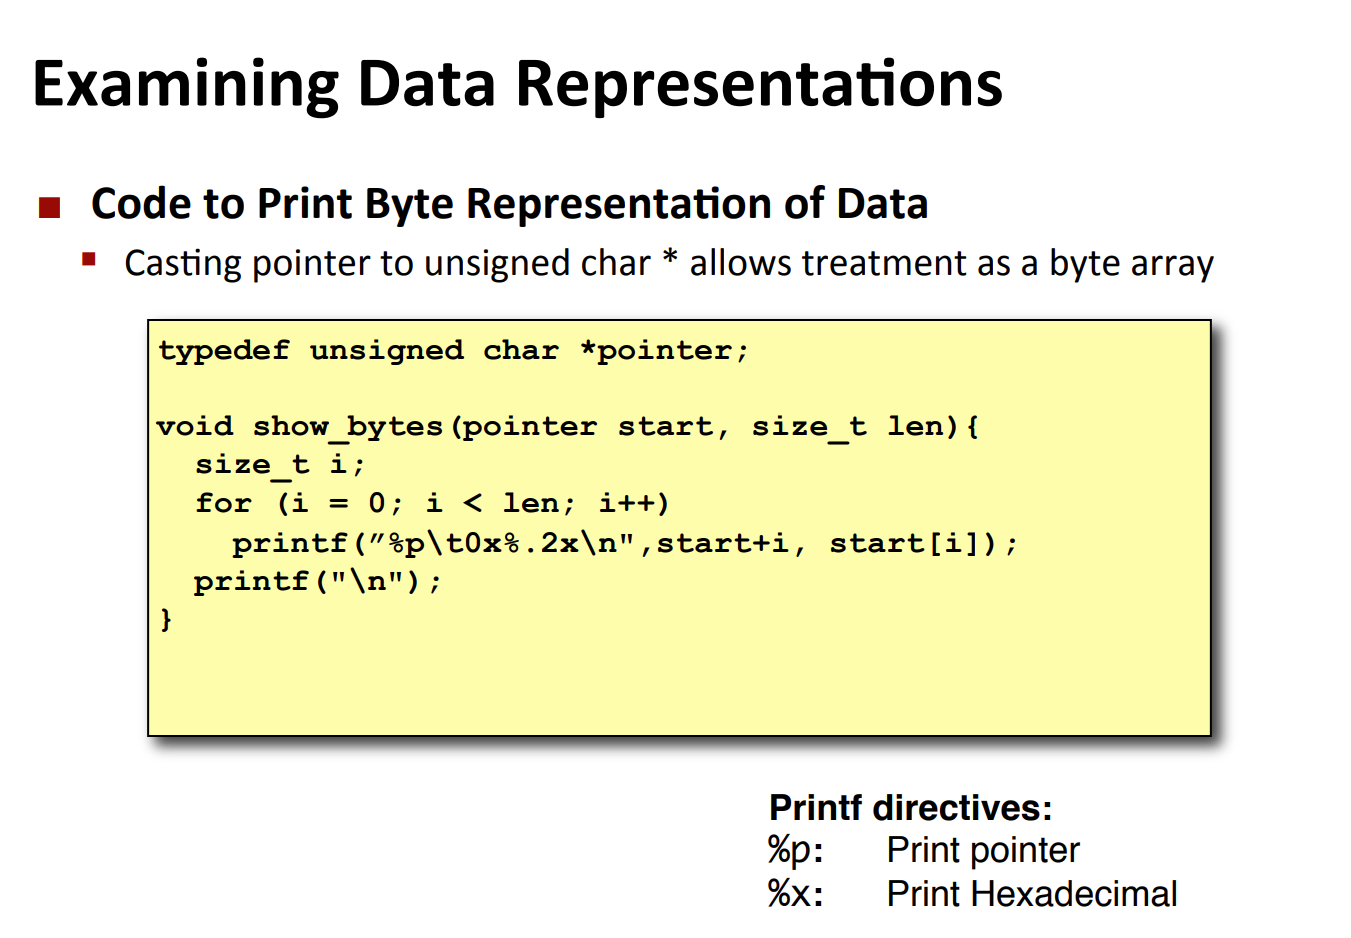 Examining Data Representations
Code to Print Byte Representation of Data
Casting pointer to unsigned char * allows treatment as a byte array
typedef unsigned char *pointer;
void show_bytes(pointer start, size_t len){
  size_t i;
  for (i = 0; i < len; i++)
    printf(”%p\t0x%.2x\n",start+i, start[i]);
  printf("\n");
}
Printf directives:
%p: Print pointer
%x: Print Hexadecimal